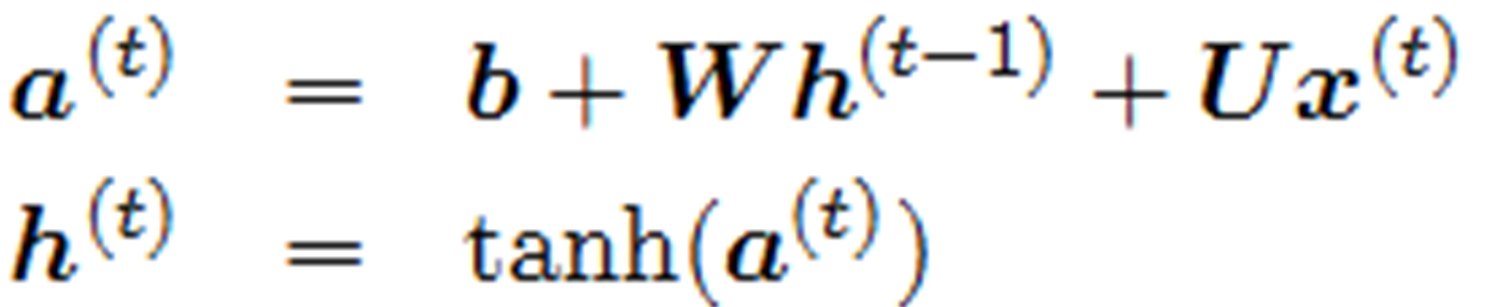 a^(t) = b + Wh^(t−1) + Ux^(t)
h^(t) = tanh(a^(t))